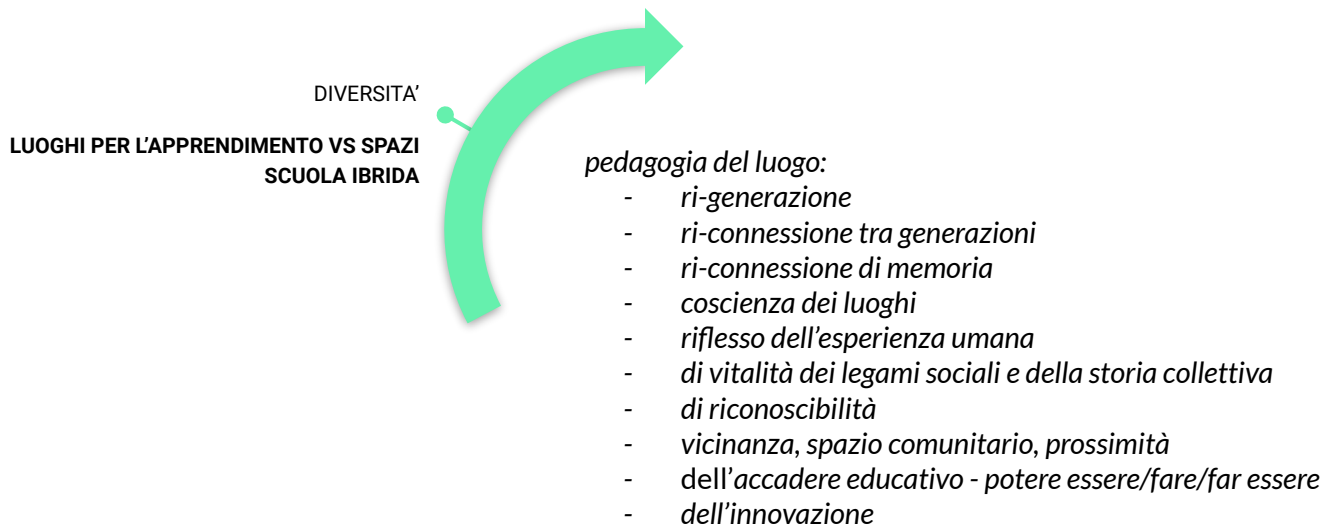 DIVERSITA’
LUOGHI PER L’APPRENDIMENTO VS SPAZI
SCUOLA IBRIDA
pedagogia del luogo:
- ri-generazione
- ri-connessione tra generazioni
- ri-connessione di memoria
- coscienza dei luoghi
- riflesso dell’esperienza umana
- di vitalità dei legami sociali e della storia collettiva
- di riconoscibilità
- vicinanza, spazio comunitario, prossimità
- dell’accadere educativo - potere essere/fare/far essere
- dell’innovazione